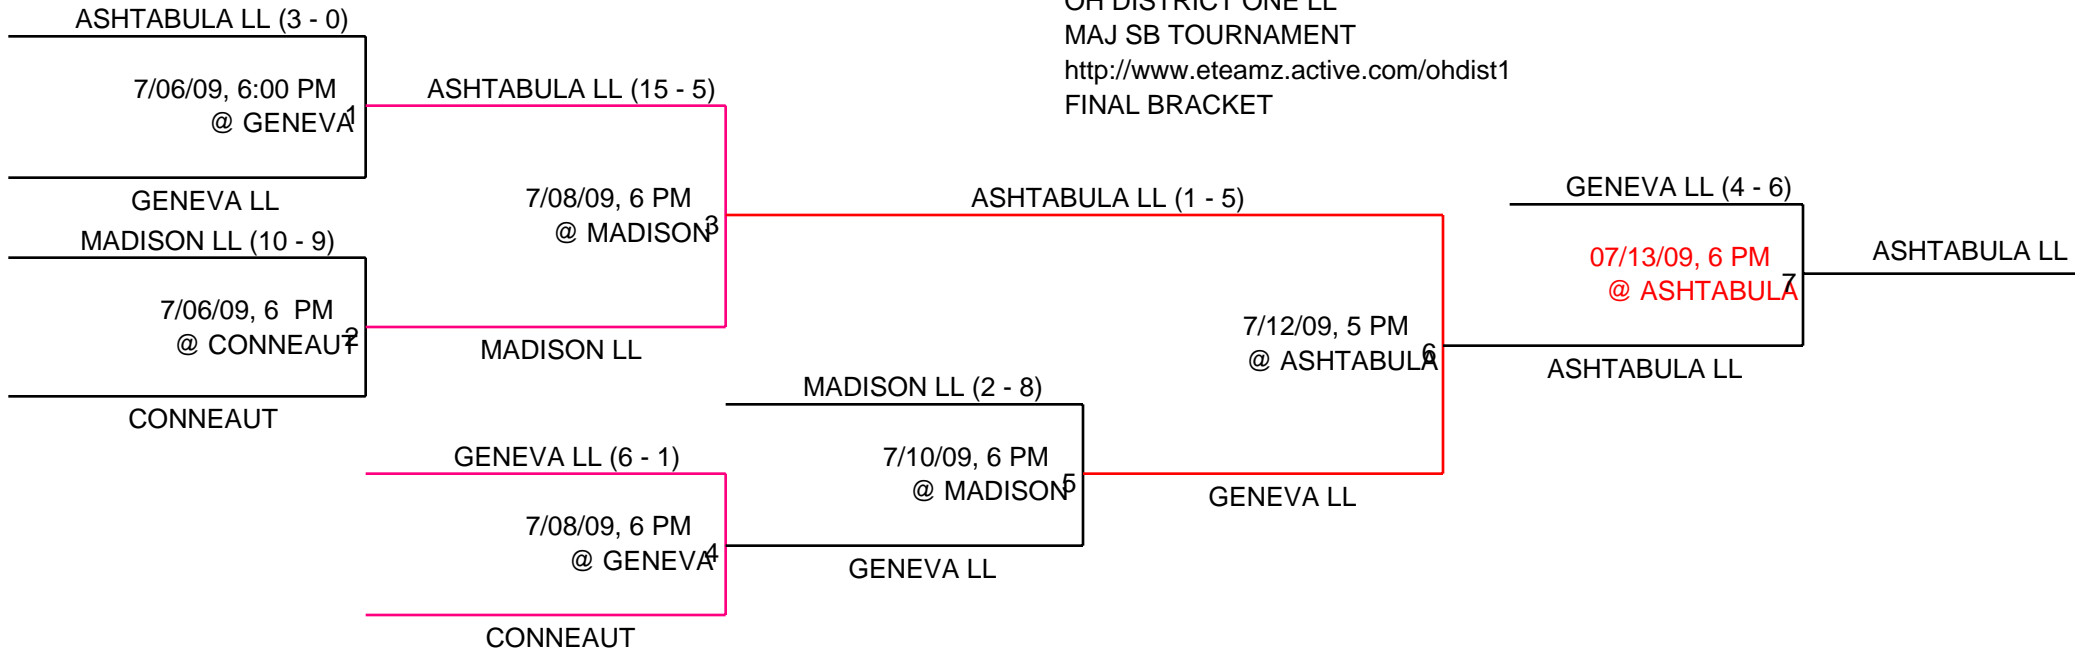 OH DISTRICT ONE LL
MAJ SB TOURNAMENT
http://www.eteamz.active.com/ohdist1
FINAL BRACKET
ASHTABULA LL (3 - 0)
7/06/09, 6:00 PM
@ GENEVA
1
GENEVA LL
MADISON LL (10 - 9)
7/06/09, 6  PM
@ CONNEAUT
2
CONNEAUT
ASHTABULA LL (15 - 5)
7/08/09, 6 PM
@ MADISON
3
MADISON LL
GENEVA LL (6 - 1)
7/08/09, 6 PM
@ GENEVA
4
CONNEAUT
MADISON LL (2 - 8)
7/10/09, 6 PM
@ MADISON
5
GENEVA LL
ASHTABULA LL (1 - 5)
7/12/09, 5 PM
@ ASHTABULA
6
GENEVA LL
GENEVA LL (4 - 6)
07/13/09, 6 PM
@ ASHTABULA
7
ASHTABULA LL
ASHTABULA LL